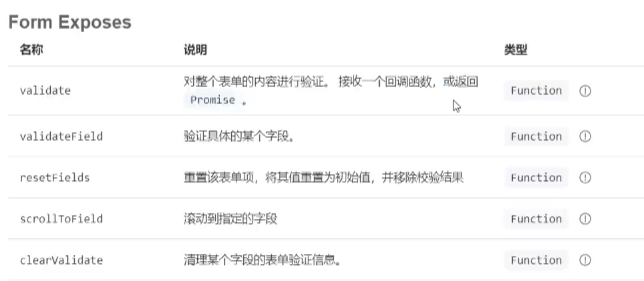 Form Exposes
名称 说明 类型
validate 对整个表单的内容进行验证。 接收一个回调函数，或返回 Function
Promise 。
validateField 验证具体的某个字段。 Function
resetFields 重置该表单项，将其值重置为初始值，并移除校验结果 Function
scrollToField 滚动到指定的字段 Function
clearValidate 清理某个字段的表单验证信息。 Function